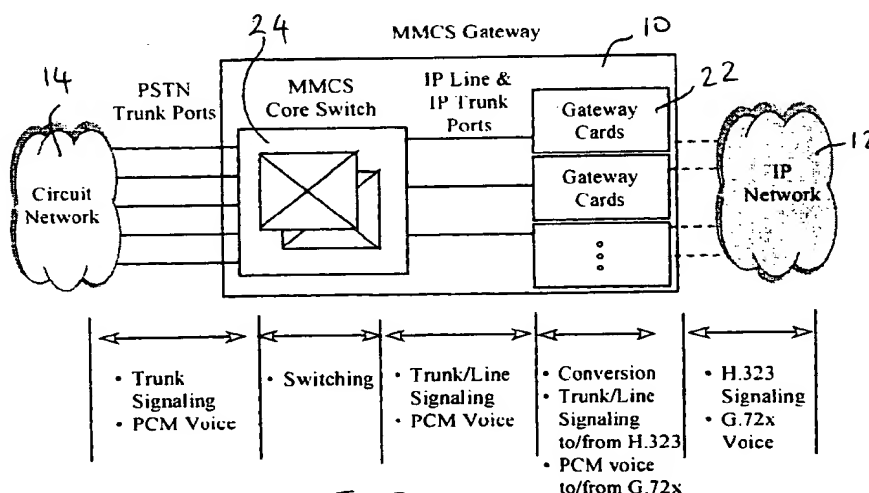 24
MMCS Gateway
10
14
PSTN
Trunk Ports
MMCS
Core Switch
IP Line &
IP Trunk
Ports
22
Gateway
Cards
12
Circuit
Network
Gateway
Cards
IP
Network
• Trunk
Signaling
• PCM Voice
• Switching
• Trunk/Line
Signaling
• PCM Voice
• Conversion
• Trunk/Line
Signaling
to/from H.323
• PCM voice
to/from G.72x
• H.323
Signaling
• G.72x
Voice